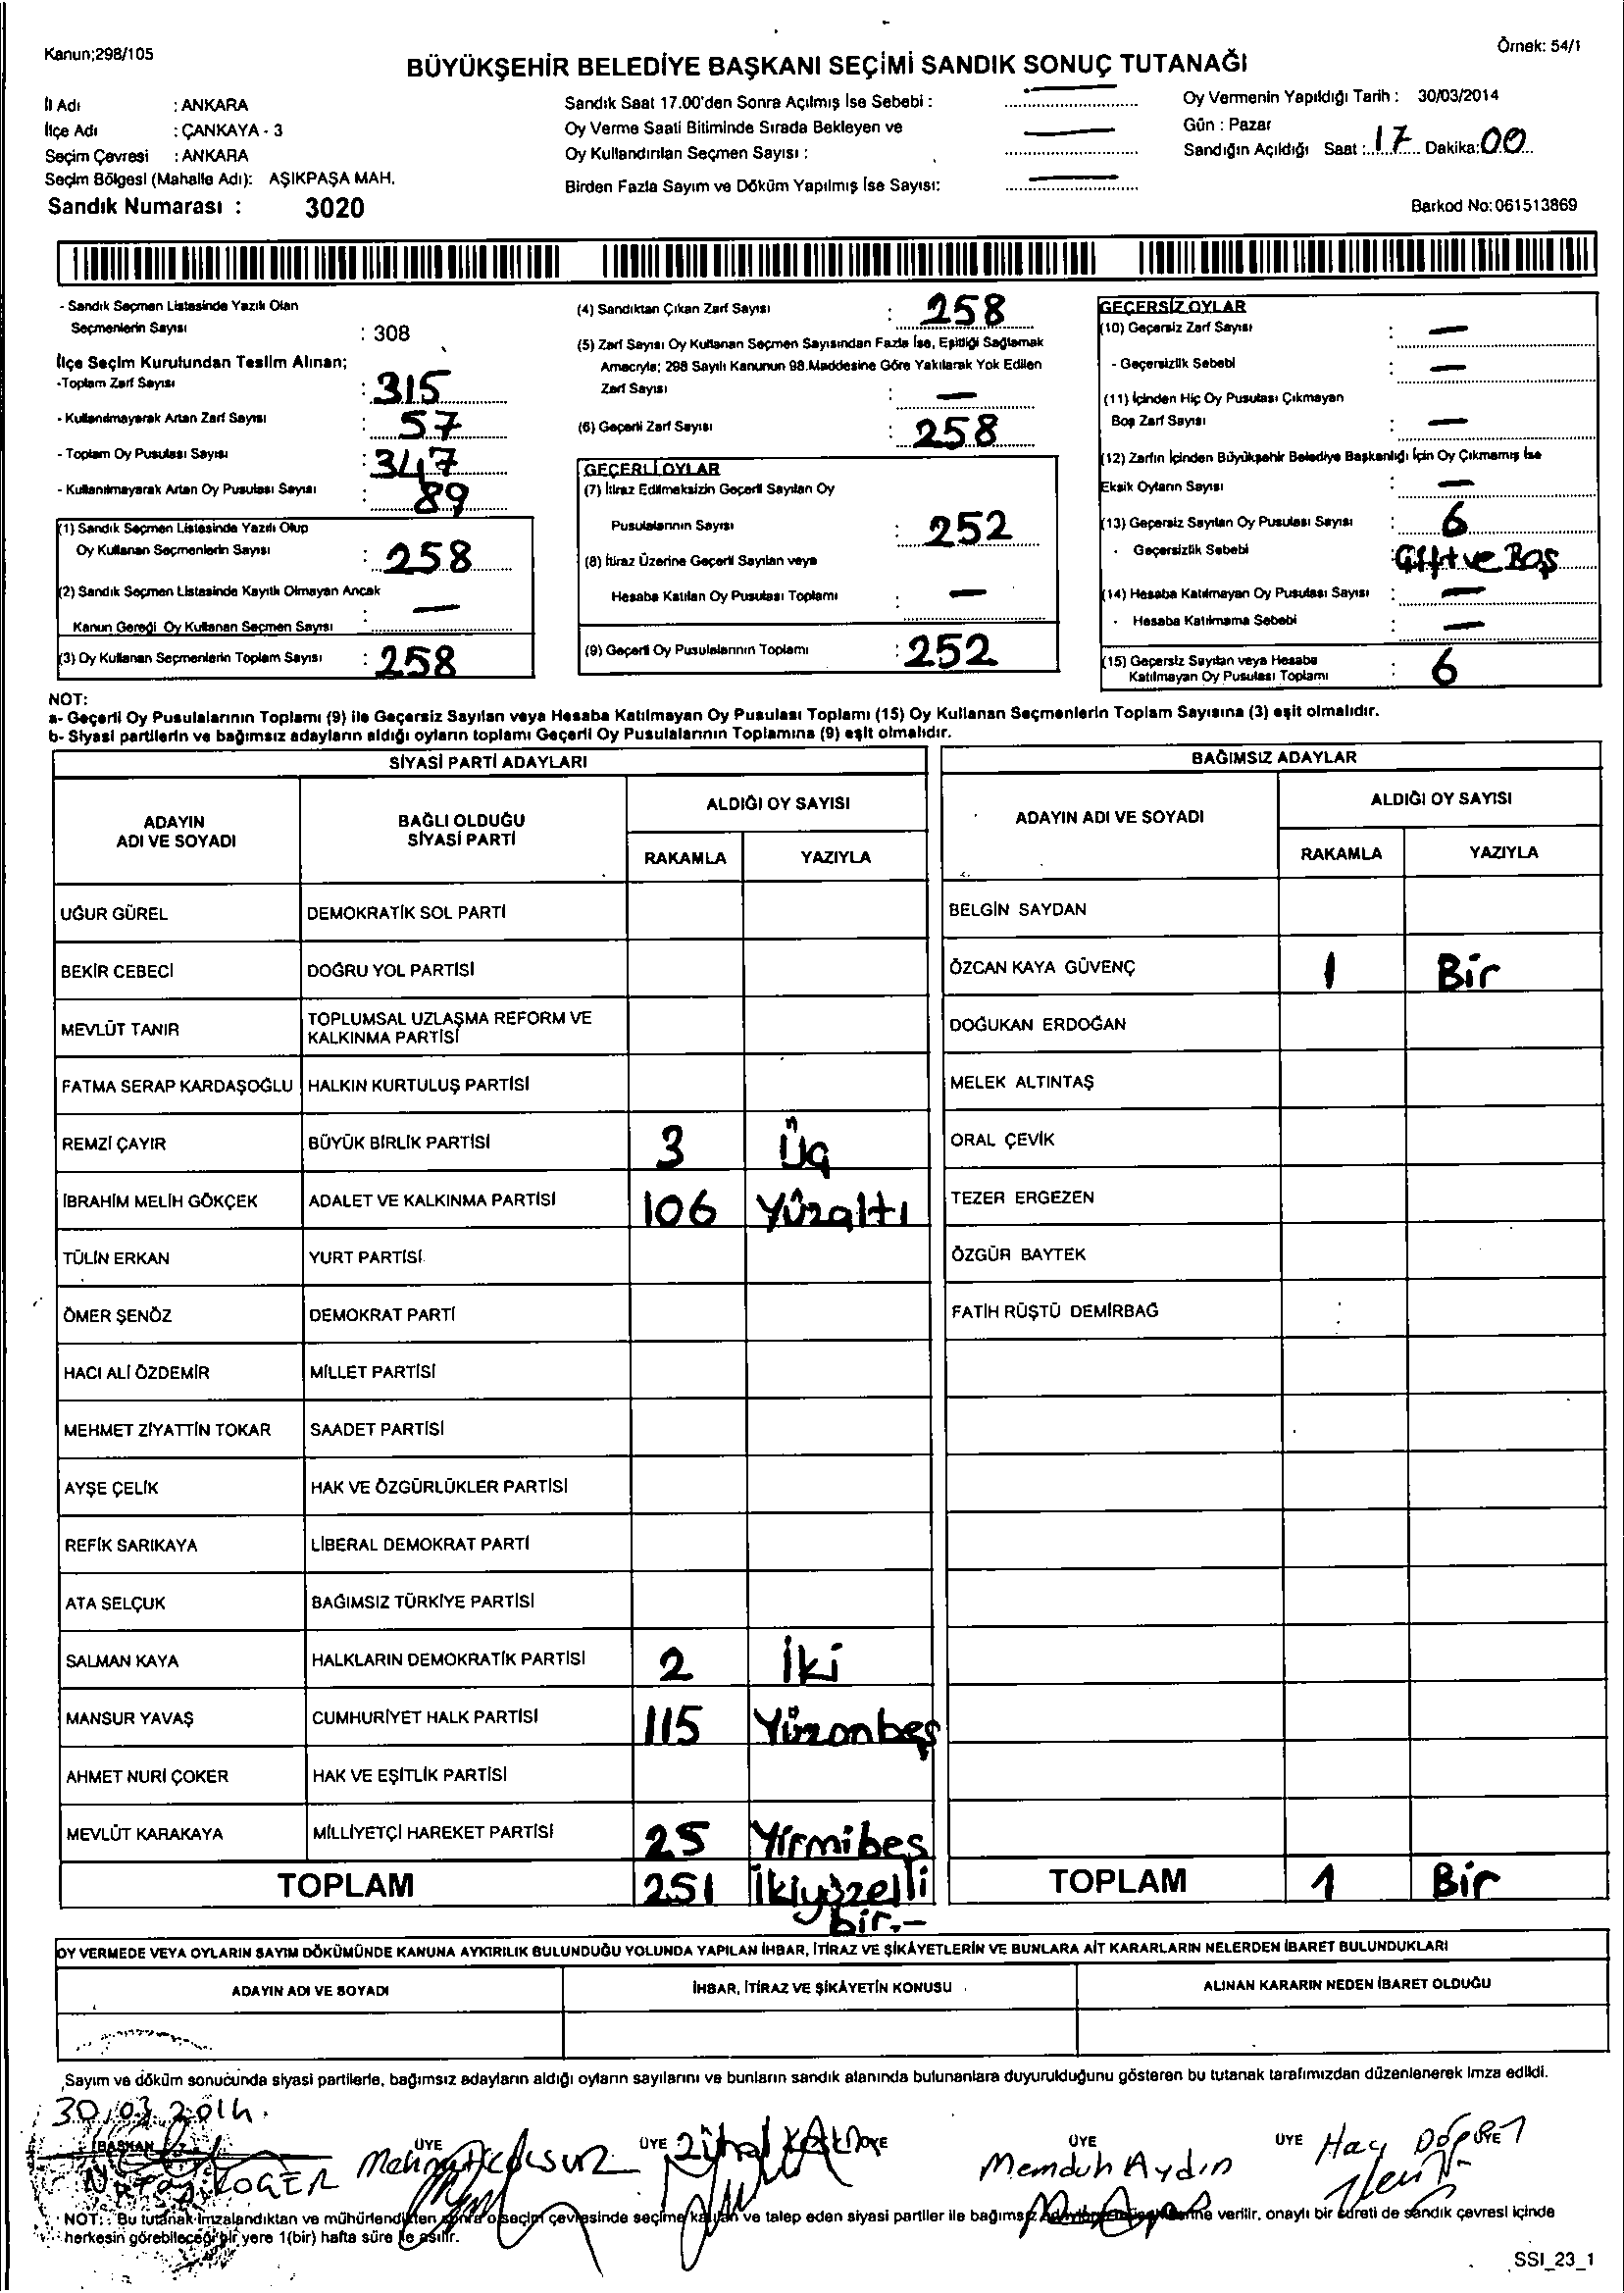 Kanun;298/105
Örnek: 54/1
BÜYÜKŞEHİR BELEDİYE BAŞKANI SEÇİMİ SANDIK SONUÇ TUTANAĞI
İl Adı : ANKARA
İlçe Adı : ÇANKAYA - 3
Seçim Çevresi : ANKARA
Seçim Bölgesi (Mahalle Adı): AŞIKPAŞA MAH.
Sandık Numarası : 3020
Sandık Saat 17.00'den Sonra Açılmış İse Sebebi :
Oy Verme Saati Bitiminde Sırada Bekleyen ve
Oy Kullandırılan Seçmen Sayısı :
Birden Fazla Sayım ve Döküm Yapılmış İse Sayısı:
Oy Vermenin Yapıldığı Tarih : 30/03/2014
Gün : Pazar
Sandığın Açıldığı Saat : 17 Dakika: 00
Barkod No: 061513869
- Sandık Seçmen Listesinde Yazılı Olan
Seçmenlerin Sayısı : 308
İlçe Seçim Kurulundan Teslim Alınan;
-Toplam Zarf Sayısı : 315
- Kullanılmayarak Artan Zarf Sayısı : 57
- Toplam Oy Pusulası Sayısı : 347
- Kullanılmayarak Artan Oy Pusulası Sayısı : 89
(1) Sandık Seçmen Listesinde Yazılı Olup
Oy Kullanan Seçmenlerin Sayısı : 258
(2) Sandık Seçmen Listesinde Kayıtlı Olmayan Ancak
Kanun Gereği Oy Kullanan Seçmen Sayısı : —
(3) Oy Kullanan Seçmenlerin Toplam Sayısı : 258
(4) Sandıktan Çıkan Zarf Sayısı : 258
(5) Zarf Sayısı Oy Kullanan Seçmen Sayısından Fazla İse, Eşitliği Sağlamak
Amacıyla; 298 Sayılı Kanunun 98.Maddesine Göre Yakılarak Yok Edilen
Zarf Sayısı : —
(6) Geçerli Zarf Sayısı : 258
GEÇERLİ OYLAR
(7) İtiraz Edilmeksizin Geçerli Sayılan Oy
Pusulalarının Sayısı : 252
(8) İtiraz Üzerine Geçerli Sayılan veya
Hesaba Katılan Oy Pusulası Toplamı : —
(9) Geçerli Oy Pusulalarının Toplamı : 252
GEÇERSİZ OYLAR
(10) Geçersiz Zarf Sayısı : —
- Geçersizlik Sebebi : —
(11) İçinden Hiç Oy Pusulası Çıkmayan
Boş Zarf Sayısı : —
(12) Zarfın İçinden Büyükşehir Belediye Başkanlığı İçin Oy Çıkmamış İse
Eksik Oyların Sayısı : —
(13) Geçersiz Sayılan Oy Pusulası Sayısı : 6
- Geçersizlik Sebebi : Çift ve Boş
(14) Hesaba Katılmayan Oy Pusulası Sayısı : —
- Hesaba Katılmama Sebebi : —
(15) Geçersiz Sayılan veya Hesaba
Katılmayan Oy Pusulası Toplamı : 6
NOT:
a- Geçerli Oy Pusulalarının Toplamı (9) ile Geçersiz Sayılan veya Hesaba Katılmayan Oy Pusulası Toplamı (15) Oy Kullanan Seçmenlerin Toplam Sayısına (3) eşit olmalıdır.
b- Siyasi partilerin ve bağımsız adayların aldığı oyların toplamı Geçerli Oy Pusulalarının Toplamına (9) eşit olmalıdır.
SİYASİ PARTİ ADAYLARI
ADAYIN ADI VE SOYADI
BAĞLI OLDUĞU SİYASİ PARTİ
ALDIĞI OY SAYISI
RAKAMLA YAZIYLA
UĞUR GÜREL DEMOKRATİK SOL PARTİ
BEKİR CEBECİ DOĞRU YOL PARTİSİ
MEVLÜT TANIR TOPLUMSAL UZLAŞMA REFORM VE
KALKINMA PARTİSİ
FATMA SERAP KARDAŞOĞLU HALKIN KURTULUŞ PARTİSİ
REMZİ ÇAYIR BÜYÜK BİRLİK PARTİSİ 3 Üç
İBRAHİM MELİH GÖKÇEK ADALET VE KALKINMA PARTİSİ 106 Yüzaltı
TÜLİN ERKAN YURT PARTİSİ
ÖMER ŞENÖZ DEMOKRAT PARTİ
HACI ALİ ÖZDEMİR MİLLET PARTİSİ
MEHMET ZİYATTİN TOKAR SAADET PARTİSİ
AYŞE ÇELİK HAK VE ÖZGÜRLÜKLER PARTİSİ
REFİK SARIKAYA LİBERAL DEMOKRAT PARTİ
ATA SELÇUK BAĞIMSIZ TÜRKİYE PARTİSİ
SALMAN KAYA HALKLARIN DEMOKRATİK PARTİSİ 2 İki
MANSUR YAVAŞ CUMHURİYET HALK PARTİSİ 115 Yüzonbeş
AHMET NURİ ÇOKER HAK VE EŞİTLİK PARTİSİ
MEVLÜT KARAKAYA MİLLİYETÇİ HAREKET PARTİSİ 25 Yirmibeş
TOPLAM 251 İkiyüzelli
bir.-
BAĞIMSIZ ADAYLAR
ADAYIN ADI VE SOYADI
ALDIĞI OY SAYISI
RAKAMLA YAZIYLA
BELGİN SAYDAN
ÖZCAN KAYA GÜVENÇ 1 Bir
DOĞUKAN ERDOĞAN
MELEK ALTINTAŞ
ORAL ÇEVİK
TEZER ERGEZEN
ÖZGÜR BAYTEK
FATİH RÜŞTÜ DEMİRBAĞ
TOPLAM 1 Bir
OY VERMEDE VEYA OYLARIN SAYIM DÖKÜMÜNDE KANUNA AYKIRILIK BULUNDUĞU YOLUNDA YAPILAN İHBAR, İTİRAZ VE ŞİKÂYETLERİN VE BUNLARA AİT KARARLARIN NELERDEN İBARET BULUNDUKLARI
ADAYIN ADI VE SOYADI
İHBAR, İTİRAZ VE ŞİKÂYETİN KONUSU
ALINAN KARARIN NEDEN İBARET OLDUĞU
Sayım ve döküm sonucunda siyasi partilerle, bağımsız adayların aldığı oyların sayılarını ve bunların sandık alanında bulunanlara duyurulduğunu gösteren bu tutanak tarafımızdan düzenlenerek imza edildi.
30.03.2014.
BAŞKAN ÜYE ÜYE ÜYE ÜYE ÜYE
Memduh Aydın
NOT: Bu tutanak imzalandıktan ve mühürlendikten sonra o seçim çevresinde seçime katılan ve talep eden siyasi partiler ile bağımsız verilir, onaylı bir sureti de sandık çevresi içinde
herkesin görebileceği bir yere 1(bir) hafta süre ile asılır.
SSI_23_1